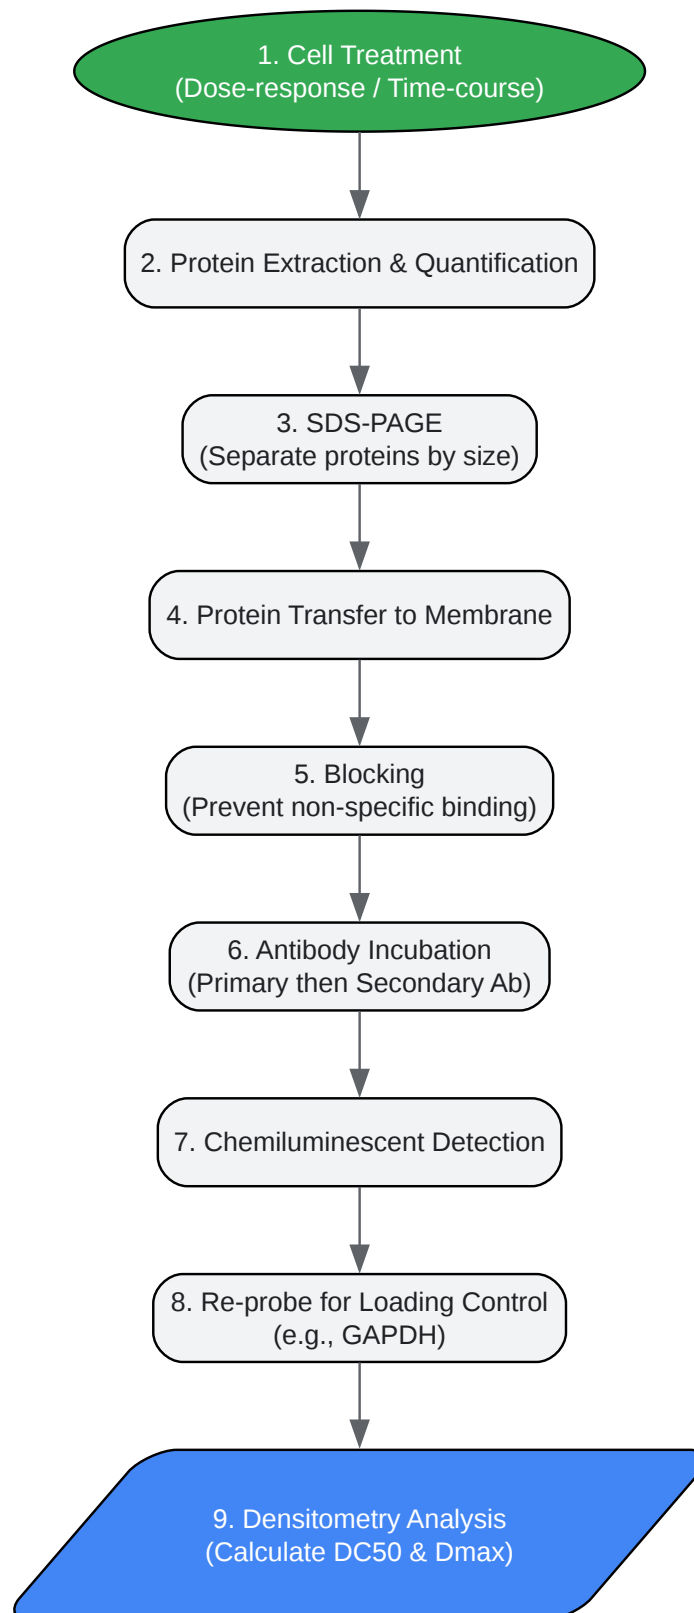 1. Cell Treatment
(Dose-response / Time-course)
2. Protein Extraction & Quantification
3. SDS-PAGE
(Separate proteins by size)
4. Protein Transfer to Membrane
5. Blocking
(Prevent non-specific binding)
6. Antibody Incubation
(Primary then Secondary Ab)
7. Chemiluminescent Detection
8. Re-probe for Loading Control
(e.g., GAPDH)
9. Densitometry Analysis
(Calculate DC50 & Dmax)